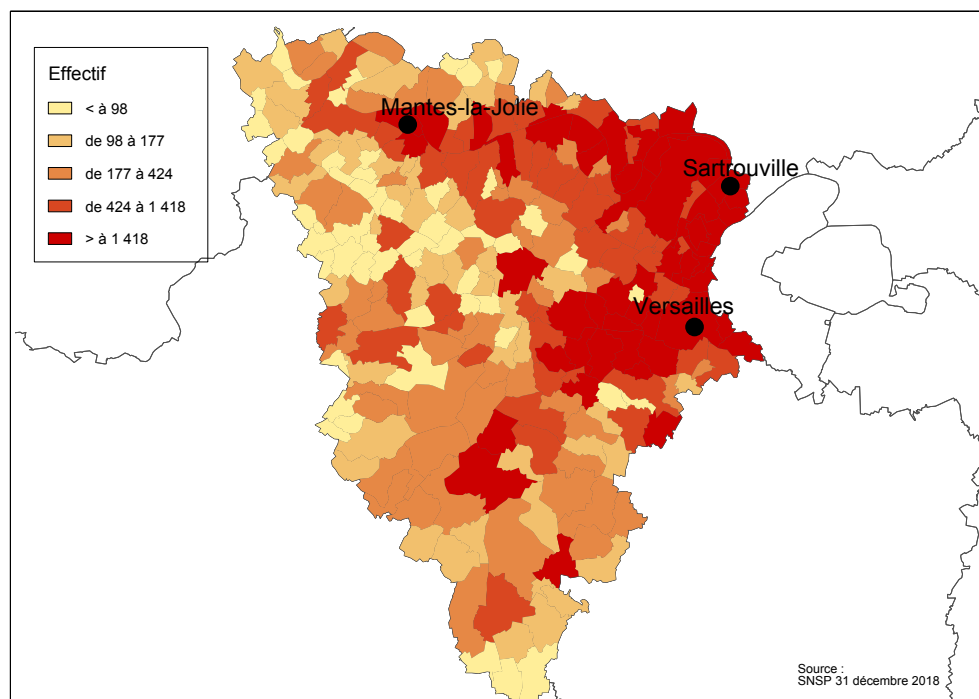 Effectif
< à 98
de 98 à 177
de 177 à 424
de 424 à 1 418
> à 1 418
Mantes-la-Jolie
Sartrouville
Versailles
Source :
SNSP 31 décembre 2018